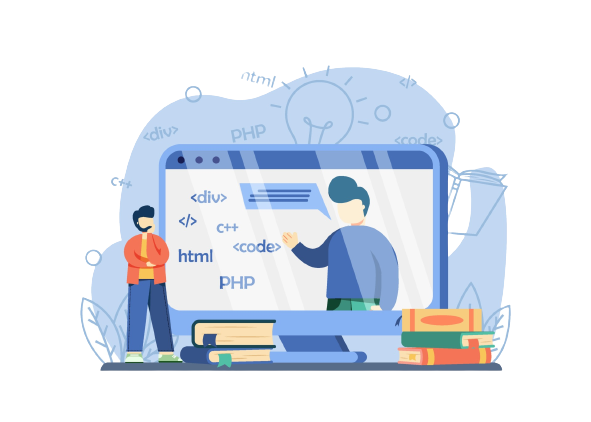 html
</>
<div>
PHP
<code>
c++
<div>
</>
c++
<code>
html
PHP